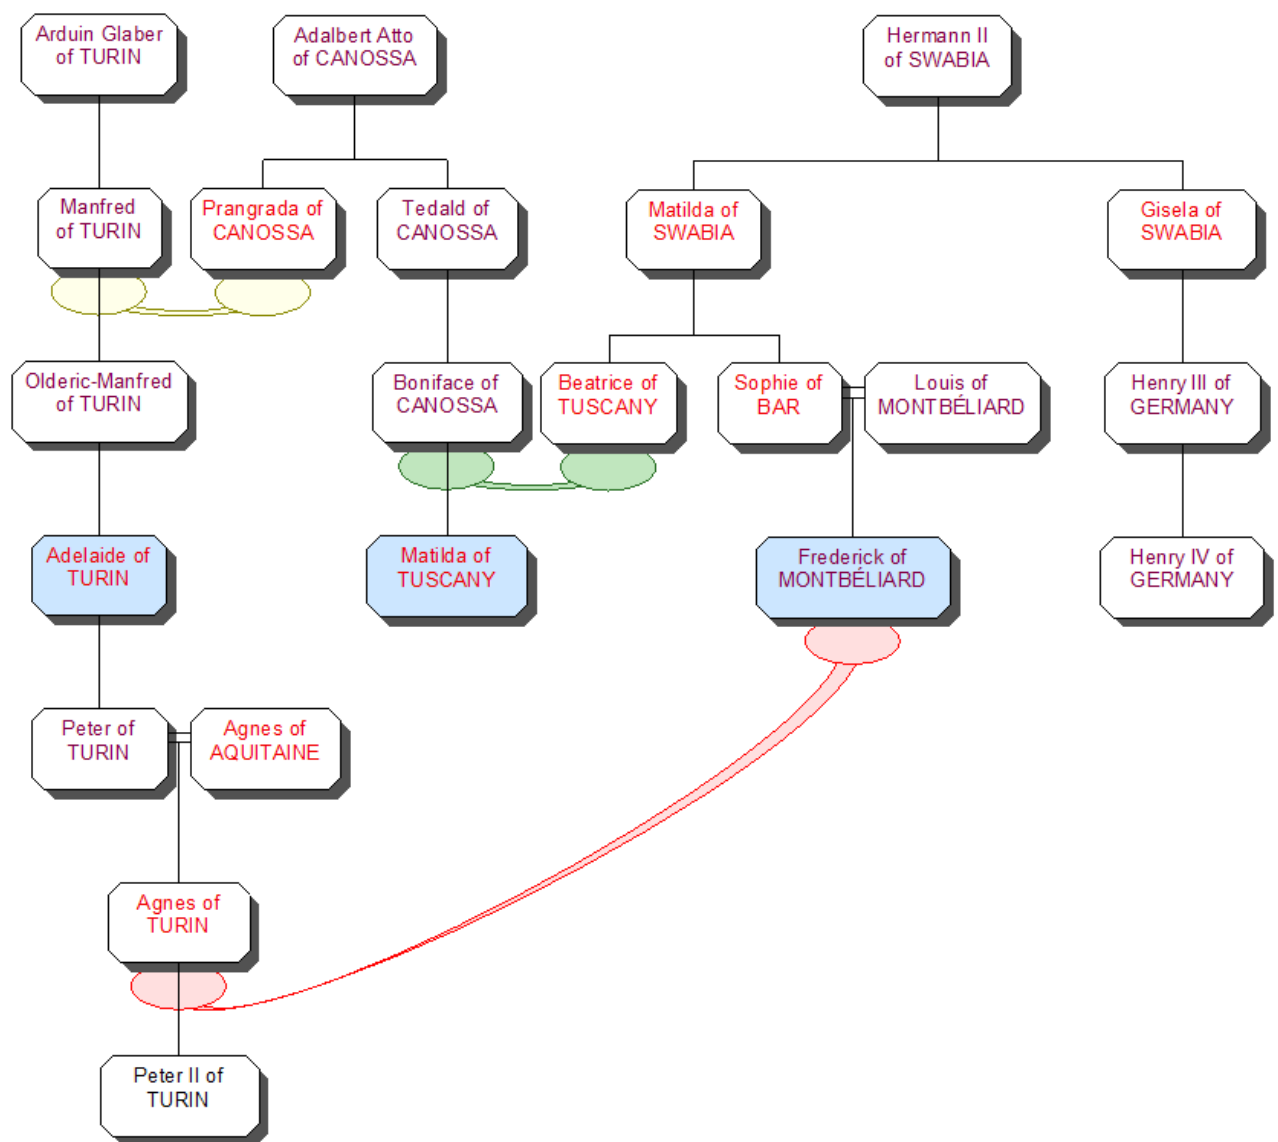 Arduin Glaber
of TURIN
Adalbert Atto
of CANOSSA
Hermann II
of SWABIA
Manfred
of TURIN
Prangrada of
CANOSSA
Tedald of
CANOSSA
Matilda of
SWABIA
Gisela of
SWABIA
Olderic-Manfred
of TURIN
Boniface of
CANOSSA
Beatrice of
TUSCANY
Sophie of
BAR
Louis of
MONTBÉLIARD
Henry III of
GERMANY
Adelaide of
TURIN
Matilda of
TUSCANY
Frederick of
MONTBÉLIARD
Henry IV of
GERMANY
Peter of
TURIN
Agnes of
AQUITAINE
Agnes of
TURIN
Peter II of
TURIN